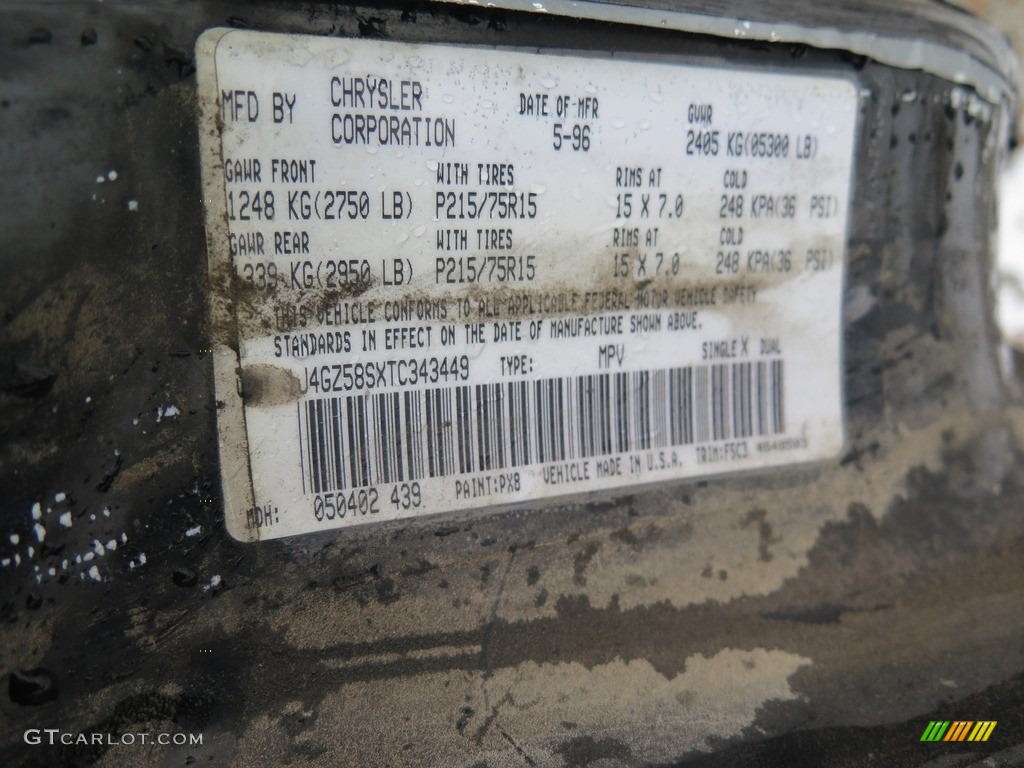 MFD BY CHRYSLER CORPORATION DATE OF MFR 5-96 GVWR 2405 KG(05300 LB)
GAWR FRONT WITH TIRES RIMS AT COLD
1248 KG(2750 LB) P215/75R15 15 X 7.0 248 KPA(36 PSI)
GAWR REAR WITH TIRES RIMS AT COLD
1339 KG(2950 LB) P215/75R15 15 X 7.0 248 KPA(36 PSI)
THIS VEHICLE CONFORMS TO ALL APPLICABLE FEDERAL MOTOR VEHICLE SAFETY
STANDARDS IN EFFECT ON THE DATE OF MANUFACTURE SHOWN ABOVE.
J4GZ58SXTC343449 TYPE: MPV SINGLE X DUAL
MDH: 050402 439 PAINT:PX8 VEHICLE MADE IN U.S.A. TRIM:F5C3
GTCARLOT.COM